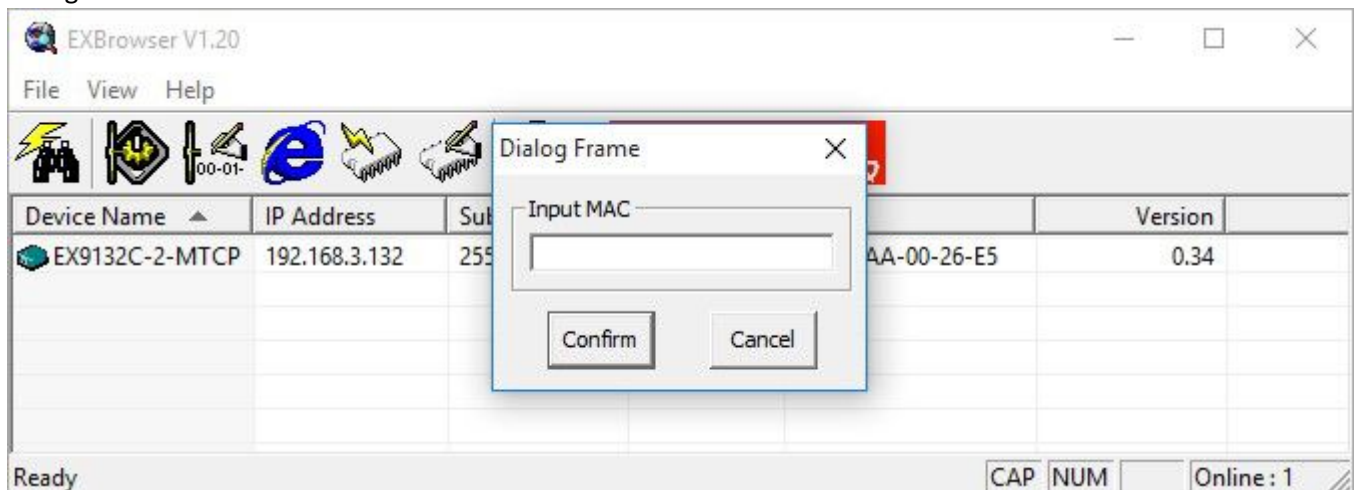 EXBrowser V1.20
File View Help
00-01-
Dialog Frame
Input MAC
Confirm Cancel
Device Name IP Address Version
EX9132C-2-MTCP 192.168.3.132 255 AA-00-26-E5 0.34
Ready CAP NUM Online : 1